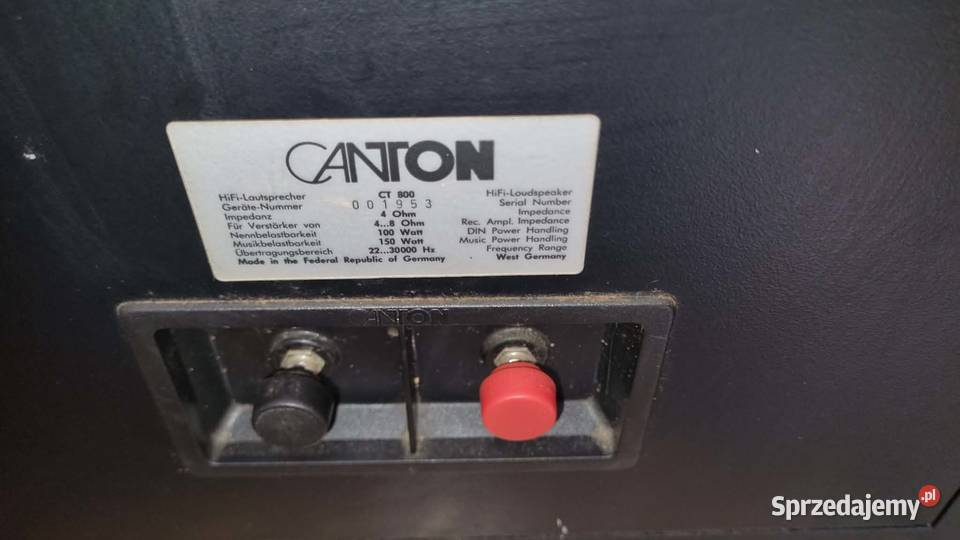 CANTON
HiFi-Lautsprecher CT 800 HiFi-Loudspeaker
Geräte-Nummer 001953 Serial Number
Impedanz 4 Ohm Impedance
Für Verstärker von 4...8 Ohm Rec. Ampl. Impedance
Nennbelastbarkeit 100 Watt DIN Power Handling
Musikbelastbarkeit 150 Watt Music Power Handling
Übertragungsbereich 22...30000 Hz Frequency Range
Made in the Federal Republic of Germany West Germany
CANTON
Sprzedajemy.pl